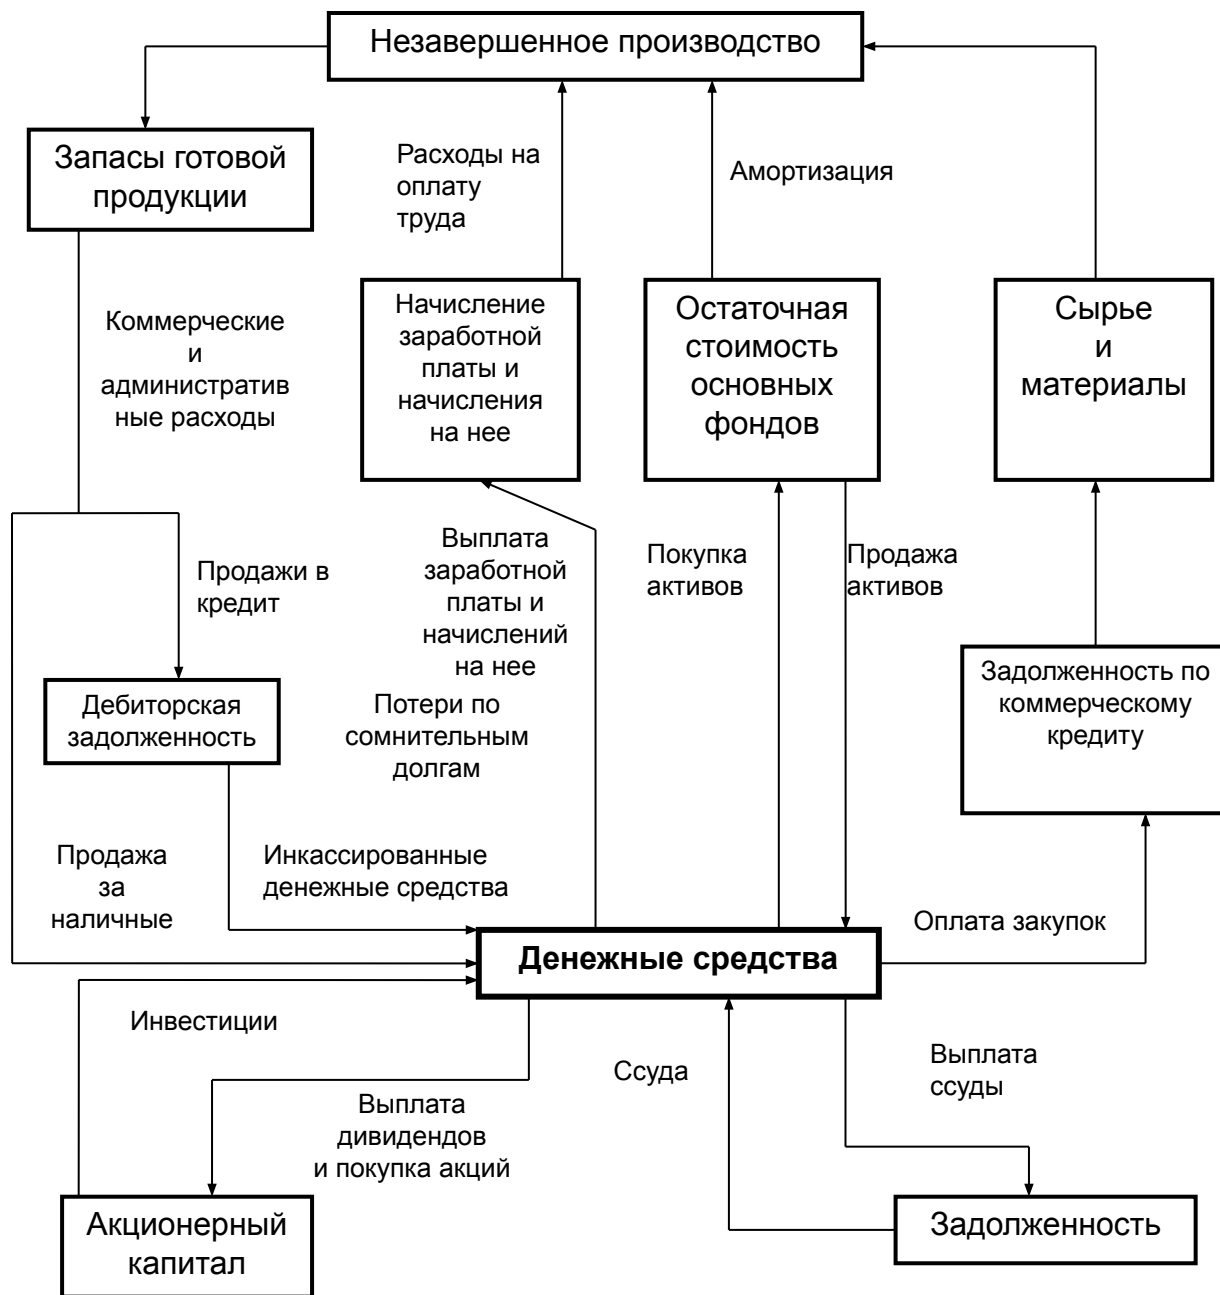 Незавершенное производство
Запасы готовой
продукции
Расходы на
оплату
труда
Амортизация
Коммерческие
и
административ
ные расходы
Начисление
заработной
платы и
начисления
на нее
Остаточная
стоимость
основных
фондов
Сырье
и
материалы
Продажи в
кредит
Выплата
заработной
платы и
начислений
на нее
Покупка
активов
Продажа
активов
Дебиторская
задолженность
Потери по
сомнительным
долгам
Задолженность по
коммерческому
кредиту
Продажа
за
наличные
Инкассированные
денежные средства
Оплата закупок
Денежные средства
Инвестиции
Ссуда
Выплата
ссуды
Выплата
дивидендов
и покупка акций
Акционерный
капитал
Задолженность